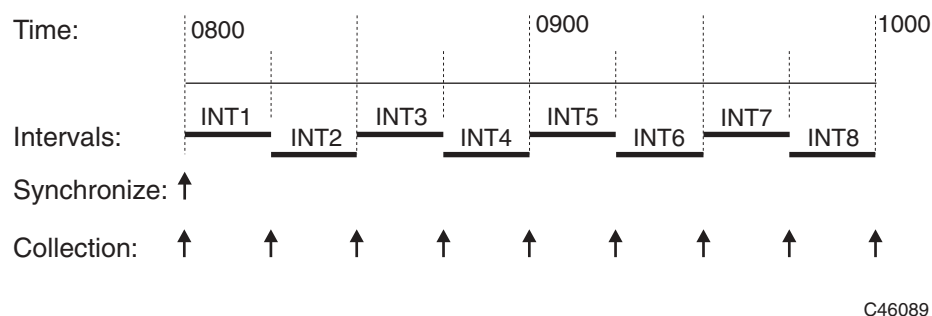 Time: 0800 0900 1000
INT1 INT3 INT5 INT7
Intervals: INT2 INT4 INT6 INT8
Synchronize:
Collection:
C46089